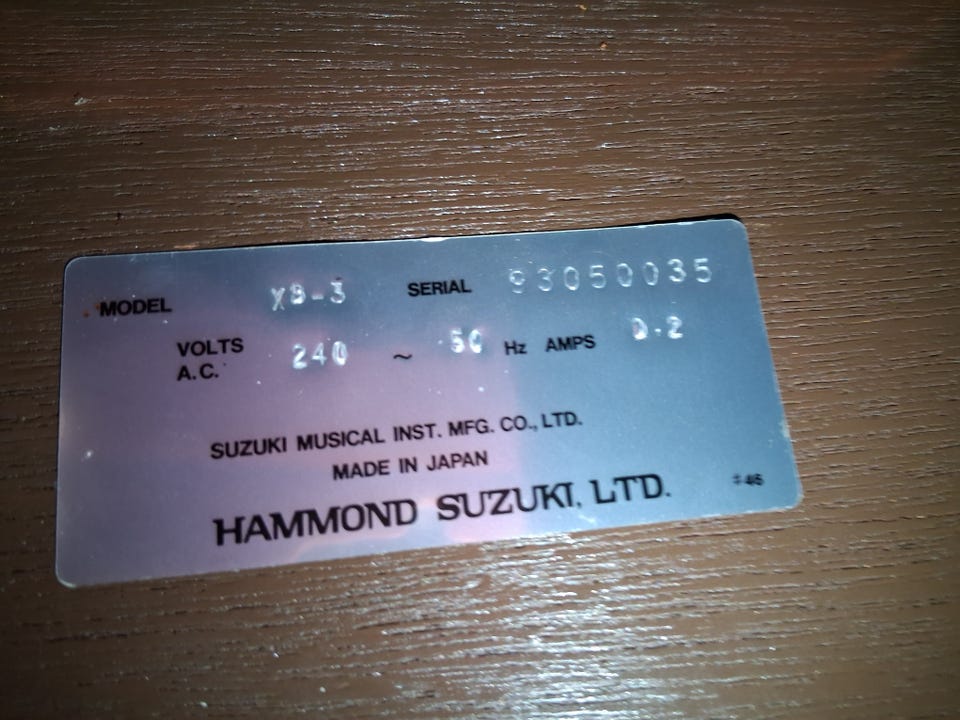 MODEL XB-3 SERIAL 93050035
VOLTS A.C. 240 ~ 50 Hz AMPS 0.2
SUZUKI MUSICAL INST. MFG. CO., LTD.
MADE IN JAPAN
HAMMOND SUZUKI, LTD.
#46